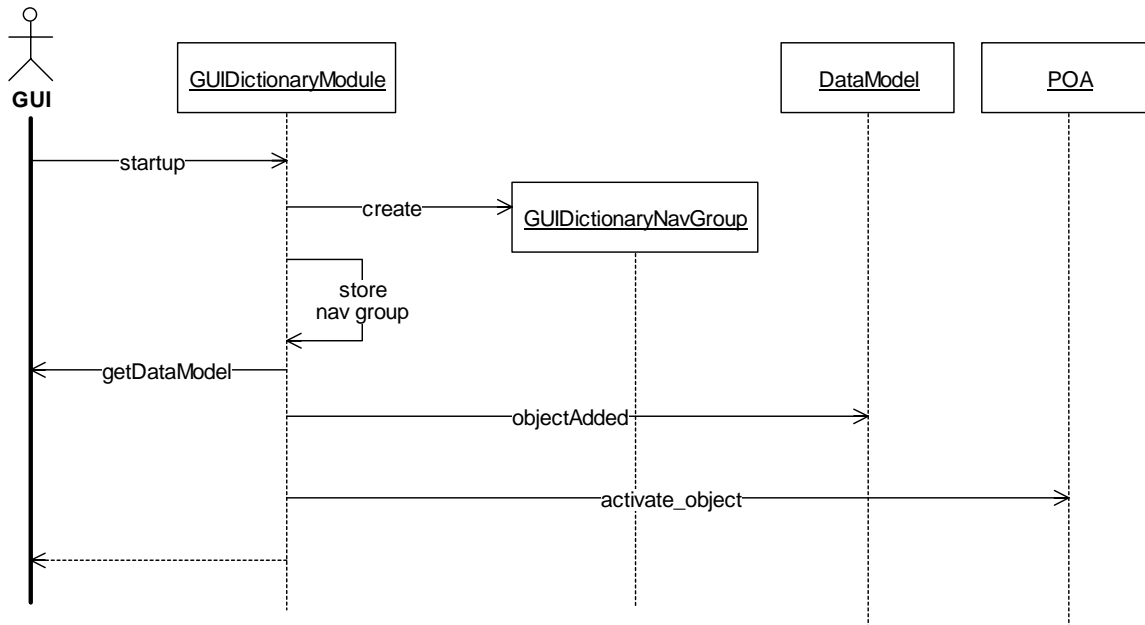 GUI
GUIDictionaryModule
DataModel
POA
startup
create
GUIDictionaryNavGroup
store
nav group
getDataModel
objectAdded
activate_object